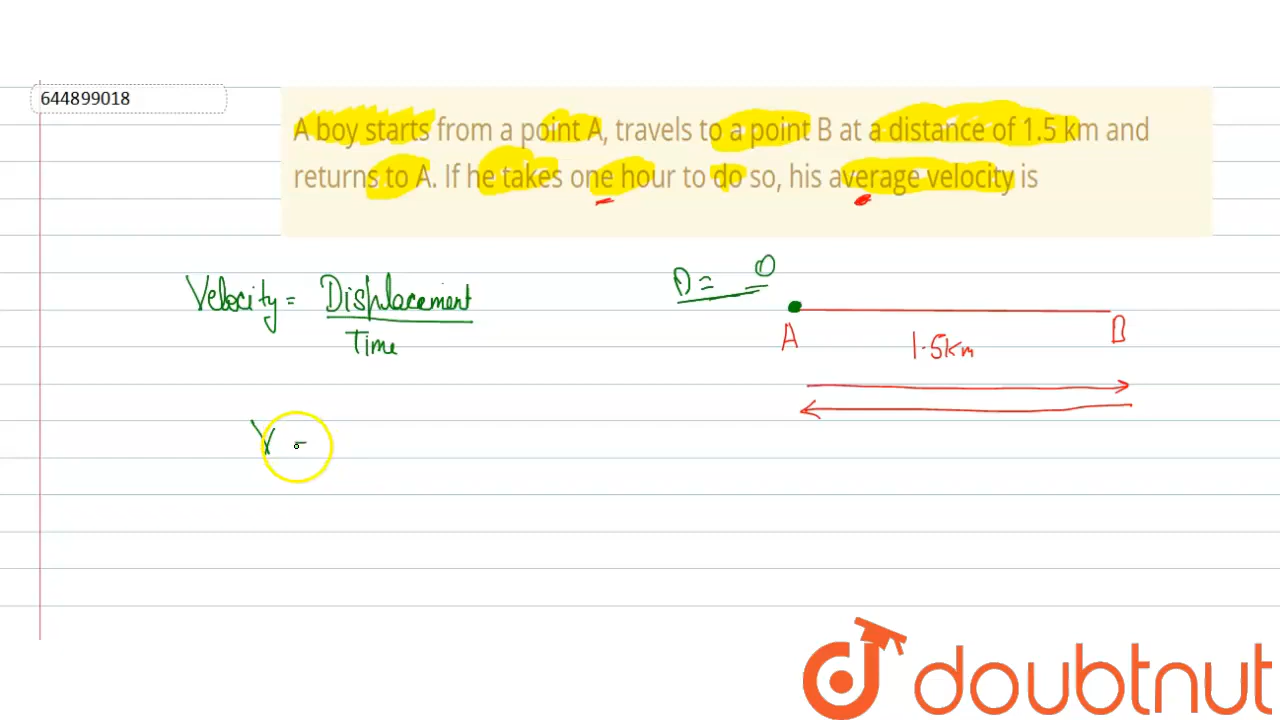 644899018
A boy starts from a point A, travels to a point B at a distance of 1.5 km and
returns to A. If he takes one hour to do so, his average velocity is
Velocity = Displacement
Time
D = 0
A
B
1.5km
V =
doubtnut